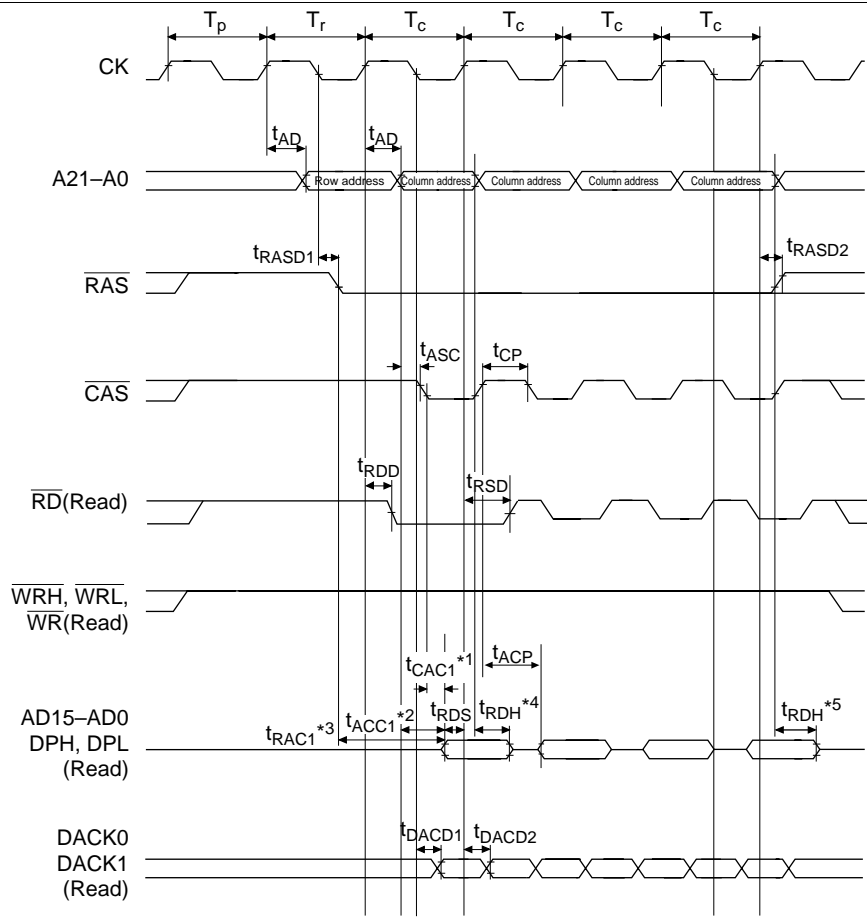 Tp Tr Tc Tc Tc Tc
CK
tAD tAD
A21–A0 Row address Column address Column address Column address Column address
tRASD1 tRASD2
RAS
tASC tCP
CAS
tRDD tRSD
RD(Read)
WRH, WRL,
WR(Read)
tCAC1*1 tACP
AD15–AD0
DPH, DPL
(Read)
tRAC1*3 tACC1*2 tRDS tRDH*4 tRDH*5
tDACD1 tDACD2
DACK0
DACK1
(Read)